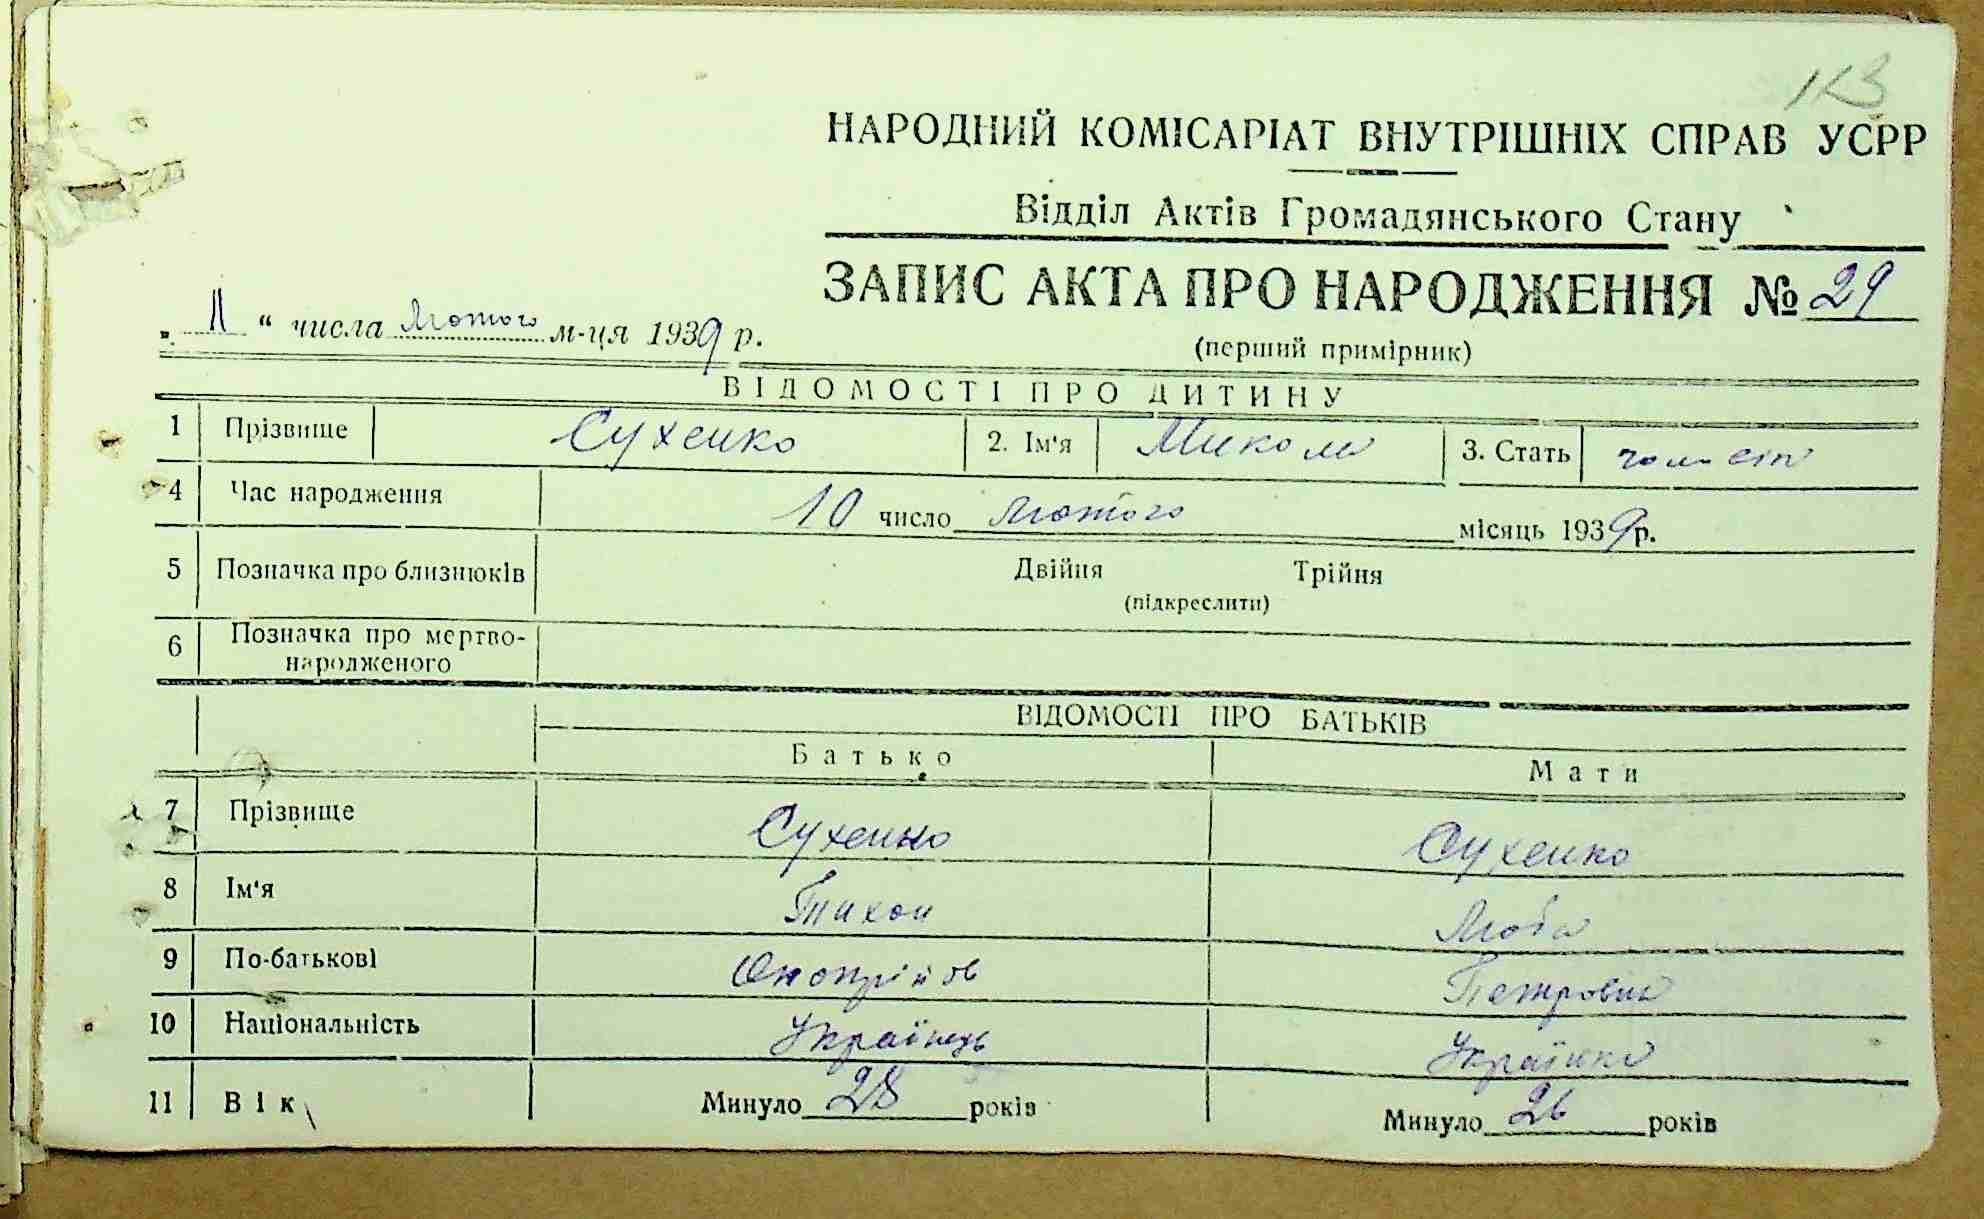 113
НАРОДНИЙ КОМІСАРІАТ ВНУТРІШНІХ СПРАВ УСРР
Відділ Актів Громадянського Стану
ЗАПИС АКТА ПРО НАРОДЖЕННЯ № 29
„ 11 “ числа лютого м-ця 1939 р.
(перший примірник)
ВІДОМОСТІ ПРО ДИТИНУ
1 Прізвище Сухенко 2. Ім'я Микола 3. Стать
4 Час народження 10 число лютого місяць 1939 р.
5 Позначка про близнюків Двійня Трійня
(підкреслити)
6 Позначка про мертво-
народженого
ВІДОМОСТІ ПРО БАТЬКІВ
Батько Мати
7 Прізвище Сухенко Сухенко
8 Ім'я Тихон Люба
9 По-батькові Онопрійов Петровна
10 Національність Українець Українка
11 Вік Минуло 28 років Минуло 26 років